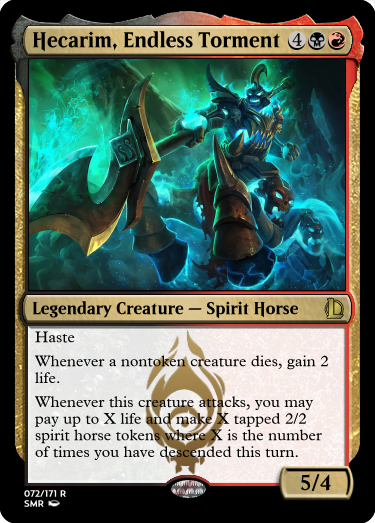 Hecarim, Endless Torment 4
Legendary Creature — Spirit Horse
Haste
Whenever a nontoken creature dies, gain 2
life.
Whenever this creature attacks, you may
pay up to X life and make X tapped 2/2
spirit horse tokens where X is the number
of times you have descended this turn.
5/4
072/171 R
SMR